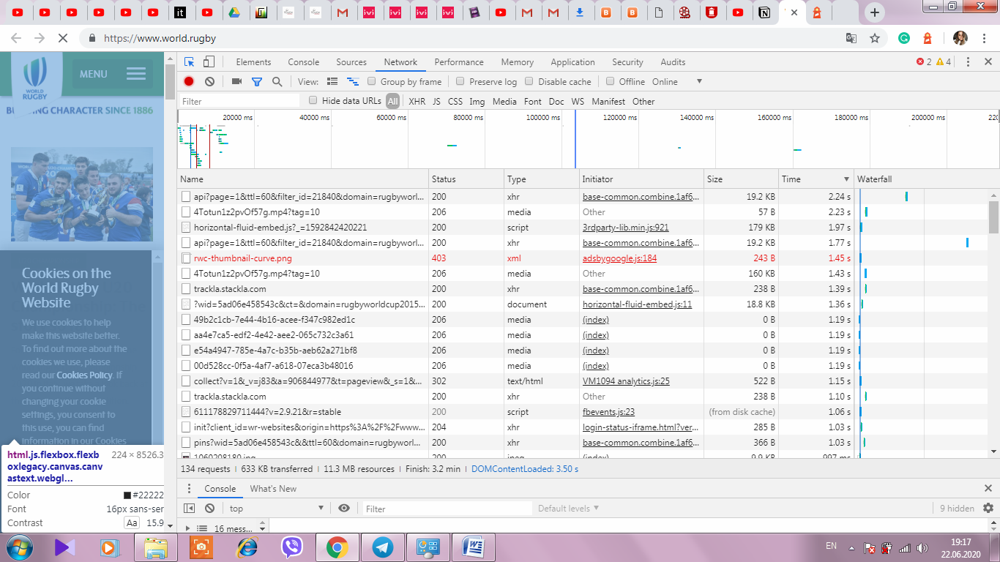 it
ivi
ivi
ivi
ivi
https://www.world.rugby
WORLD
RUGBY
MENU
BUILDING CHARACTER SINCE 1886
Cookies on the
World Rugby
Website
We use cookies to help
make this website better.
To find out more about the
cookies we use, please
read our Cookies Policy. If
you continue without
changing your cookie
settings, you consent to
this use, you can find
information in our Cookies
html.js.flexbox.flexb
oxlegacy.canvas.canv
astext.webgl...
224 × 8526.3
Color #22222
Font 16px sans-ser
Contrast Aa 15.9
Elements Console Sources Network Performance Memory Application Security Audits 2 4
View: Group by frame Preserve log Disable cache Offline Online
Filter Hide data URLs All XHR JS CSS Img Media Font Doc WS Manifest Other
20000 ms 40000 ms 60000 ms 80000 ms 100000 ms 120000 ms 140000 ms 160000 ms 180000 ms 200000 ms 220
Name Status Type Initiator Size Time Waterfall
api?page=1&ttl=60&filter_id=21840&domain=rugbyworl... 200 xhr base-common.combine.1af6... 19.2 KB 2.24 s
4Totun1z2pvOf57g.mp4?tag=10 206 media Other 57 B 2.23 s
horizontal-fluid-embed.js?_=1592842420221 200 script 3rdparty-lib.min.js:921 179 KB 1.97 s
api?page=1&ttl=60&filter_id=21840&domain=rugbyworl... 200 xhr base-common.combine.1af6... 19.2 KB 1.77 s
rwc-thumbnail-curve.png 403 xml adsbygoogle.js:184 243 B 1.45 s
4Totun1z2pvOf57g.mp4?tag=10 206 media Other 160 KB 1.43 s
trackla.stackla.com 200 xhr base-common.combine.1af6... 238 B 1.39 s
?wid=5ad06e458543c&ct=&domain=rugbyworldcup2015... 200 document horizontal-fluid-embed.js:11 18.8 KB 1.36 s
49b2c1cb-7e44-4b16-acee-f347c982ed1c 206 media (index) 0 B 1.19 s
aa4e7ca5-edf2-4e42-aee2-065c732c3a61 206 media (index) 0 B 1.19 s
e54a4947-785e-4a7c-b35b-aeb62a271bf8 206 media (index) 0 B 1.19 s
00d528cc-0f5a-4af7-a618-07eca3b48016 206 media (index) 0 B 1.19 s
collect?v=1&_v=j83&a=906844977&t=pageview&_s=1&... 302 text/html VM1094 analytics.js:25 522 B 1.15 s
trackla.stackla.com 200 xhr Other 238 B 1.10 s
611178829711444?v=2.9.21&r=stable 200 script fbevents.js:23 (from disk cache) 1.06 s
init?client_id=wr-websites&origin=https%3A%2F%2Fwww... 204 xhr login-status-iframe.html?ver... 285 B 1.03 s
pins?wid=5ad06e458543c&&ttl=60&domain=rugbyworl... 200 xhr base-common.combine.1af6... 366 B 1.03 s
1060208180.jpg 200 jpeg (index) 9.9 KB 997 ms
134 requests 633 KB transferred 11.3 MB resources Finish: 3.2 min DOMContentLoaded: 3.50 s
Console What's New
top Filter Default levels 9 hidden
16 mess...
EN 19:17
22.06.2020